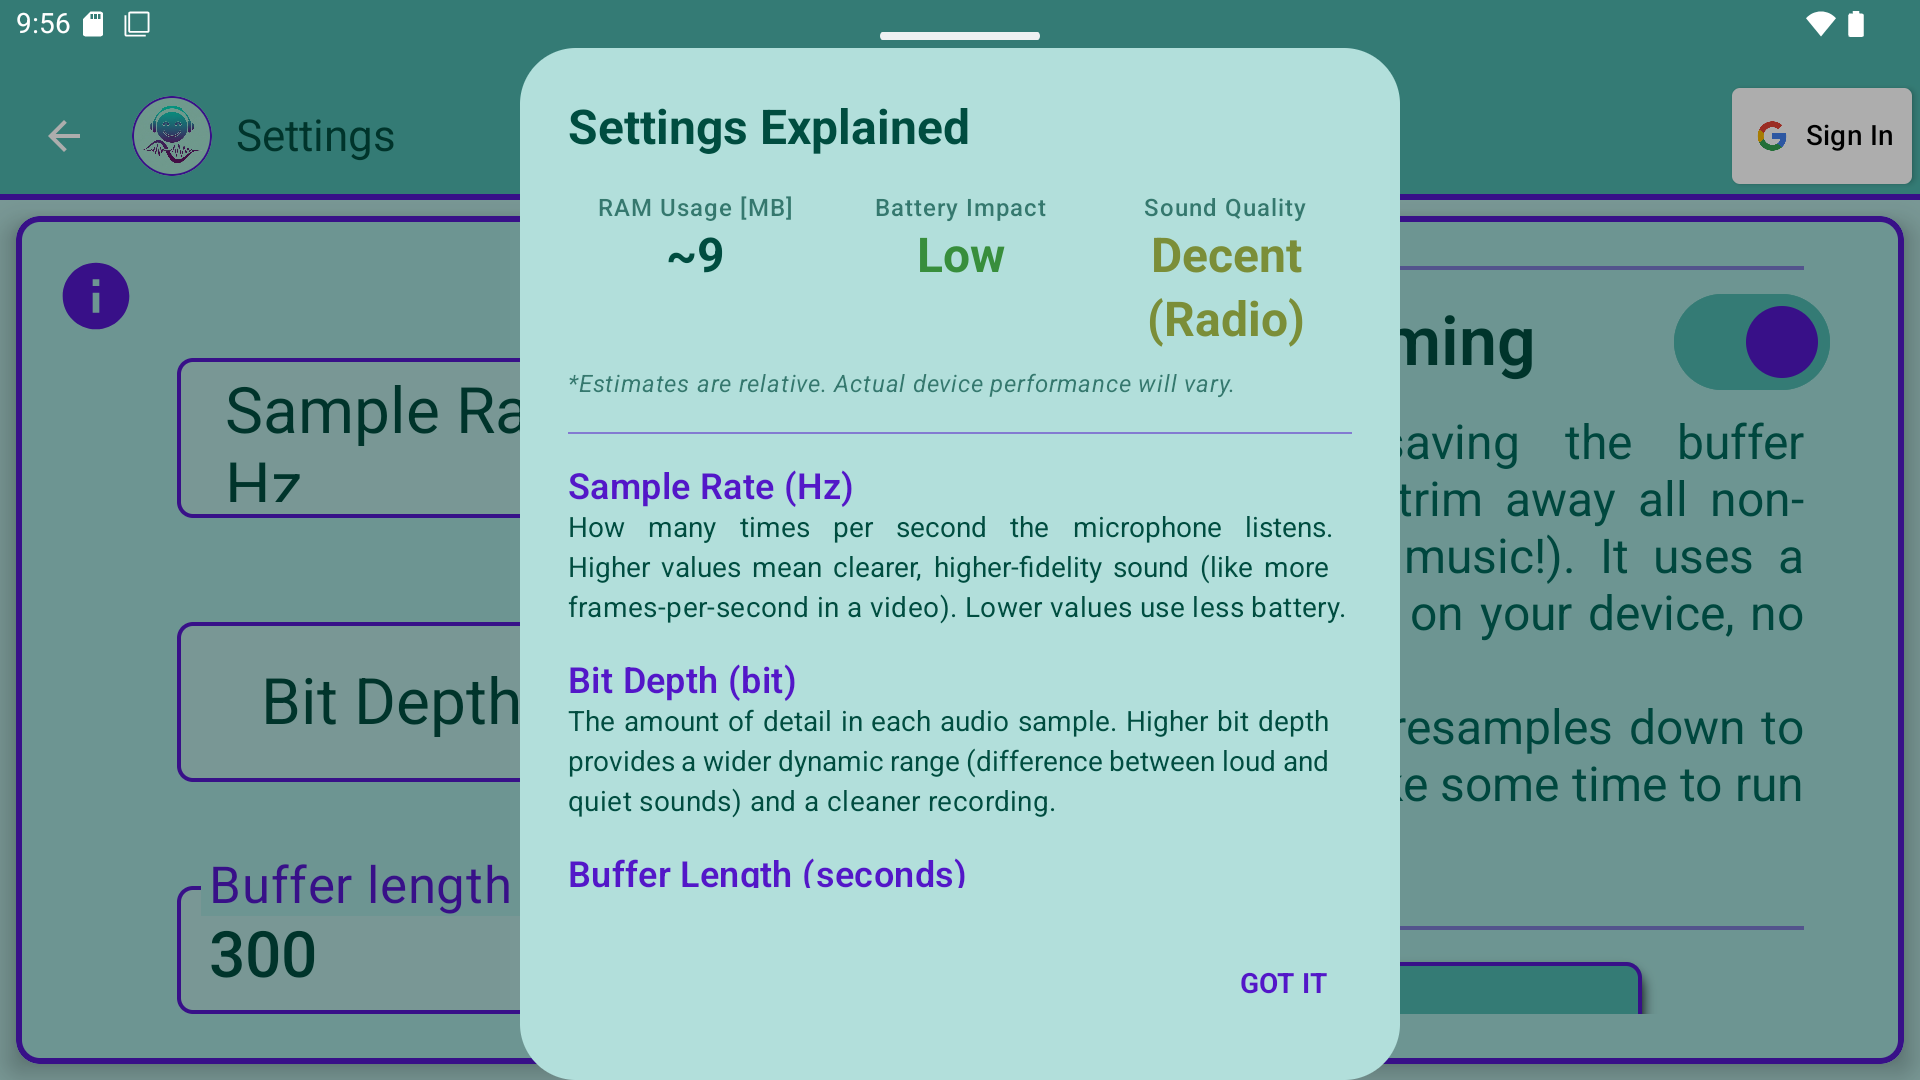 9:56
Settings
Sign In
Settings Explained
RAM Usage [MB]
~9
Battery Impact
Low
Sound Quality
Decent
(Radio)
*Estimates are relative. Actual device performance will vary.
Sample Rate (Hz)
How many times per second the microphone listens.
Higher values mean clearer, higher-fidelity sound (like more
frames-per-second in a video). Lower values use less battery.
Bit Depth (bit)
The amount of detail in each audio sample. Higher bit depth
provides a wider dynamic range (difference between loud and
quiet sounds) and a cleaner recording.
Buffer Length (seconds)
GOT IT
Sample Ra
Hz
Bit Depth
Buffer length
300
ming
saving the buffer
trim away all non-
music!). It uses a
on your device, no
resamples down to
ke some time to run